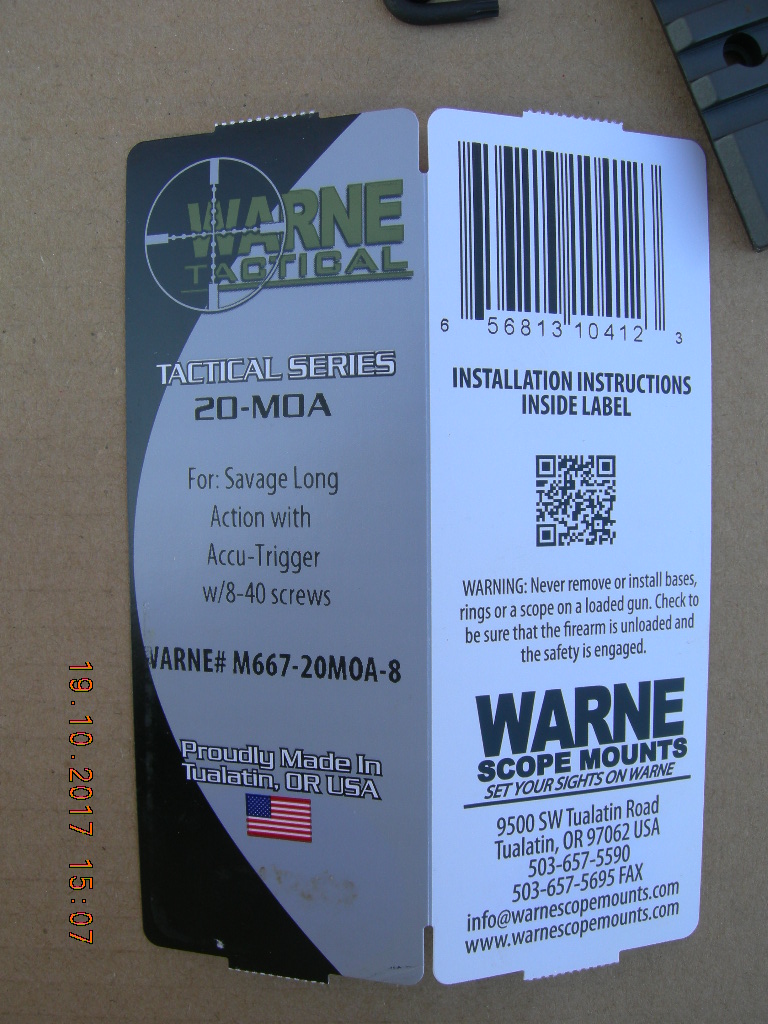 WARNE
TACTICAL
TACTICAL SERIES
20-MOA
For: Savage Long
Action with
Accu-Trigger
w/8-40 screws
WARNE# M667-20MOA-8
Proudly Made In
Tualatin, OR USA
6 56813 10412 3
INSTALLATION INSTRUCTIONS
INSIDE LABEL
WARNING: Never remove or install bases,
rings or a scope on a loaded gun. Check to
be sure that the firearm is unloaded and
the safety is engaged.
WARNE
SCOPE MOUNTS
SET YOUR SIGHTS ON WARNE
9500 SW Tualatin Road
Tualatin, OR 97062 USA
503-657-5590
503-657-5695 FAX
info@warnescopemounts.com
www.warnescopemounts.com
19.10.2017 15:07